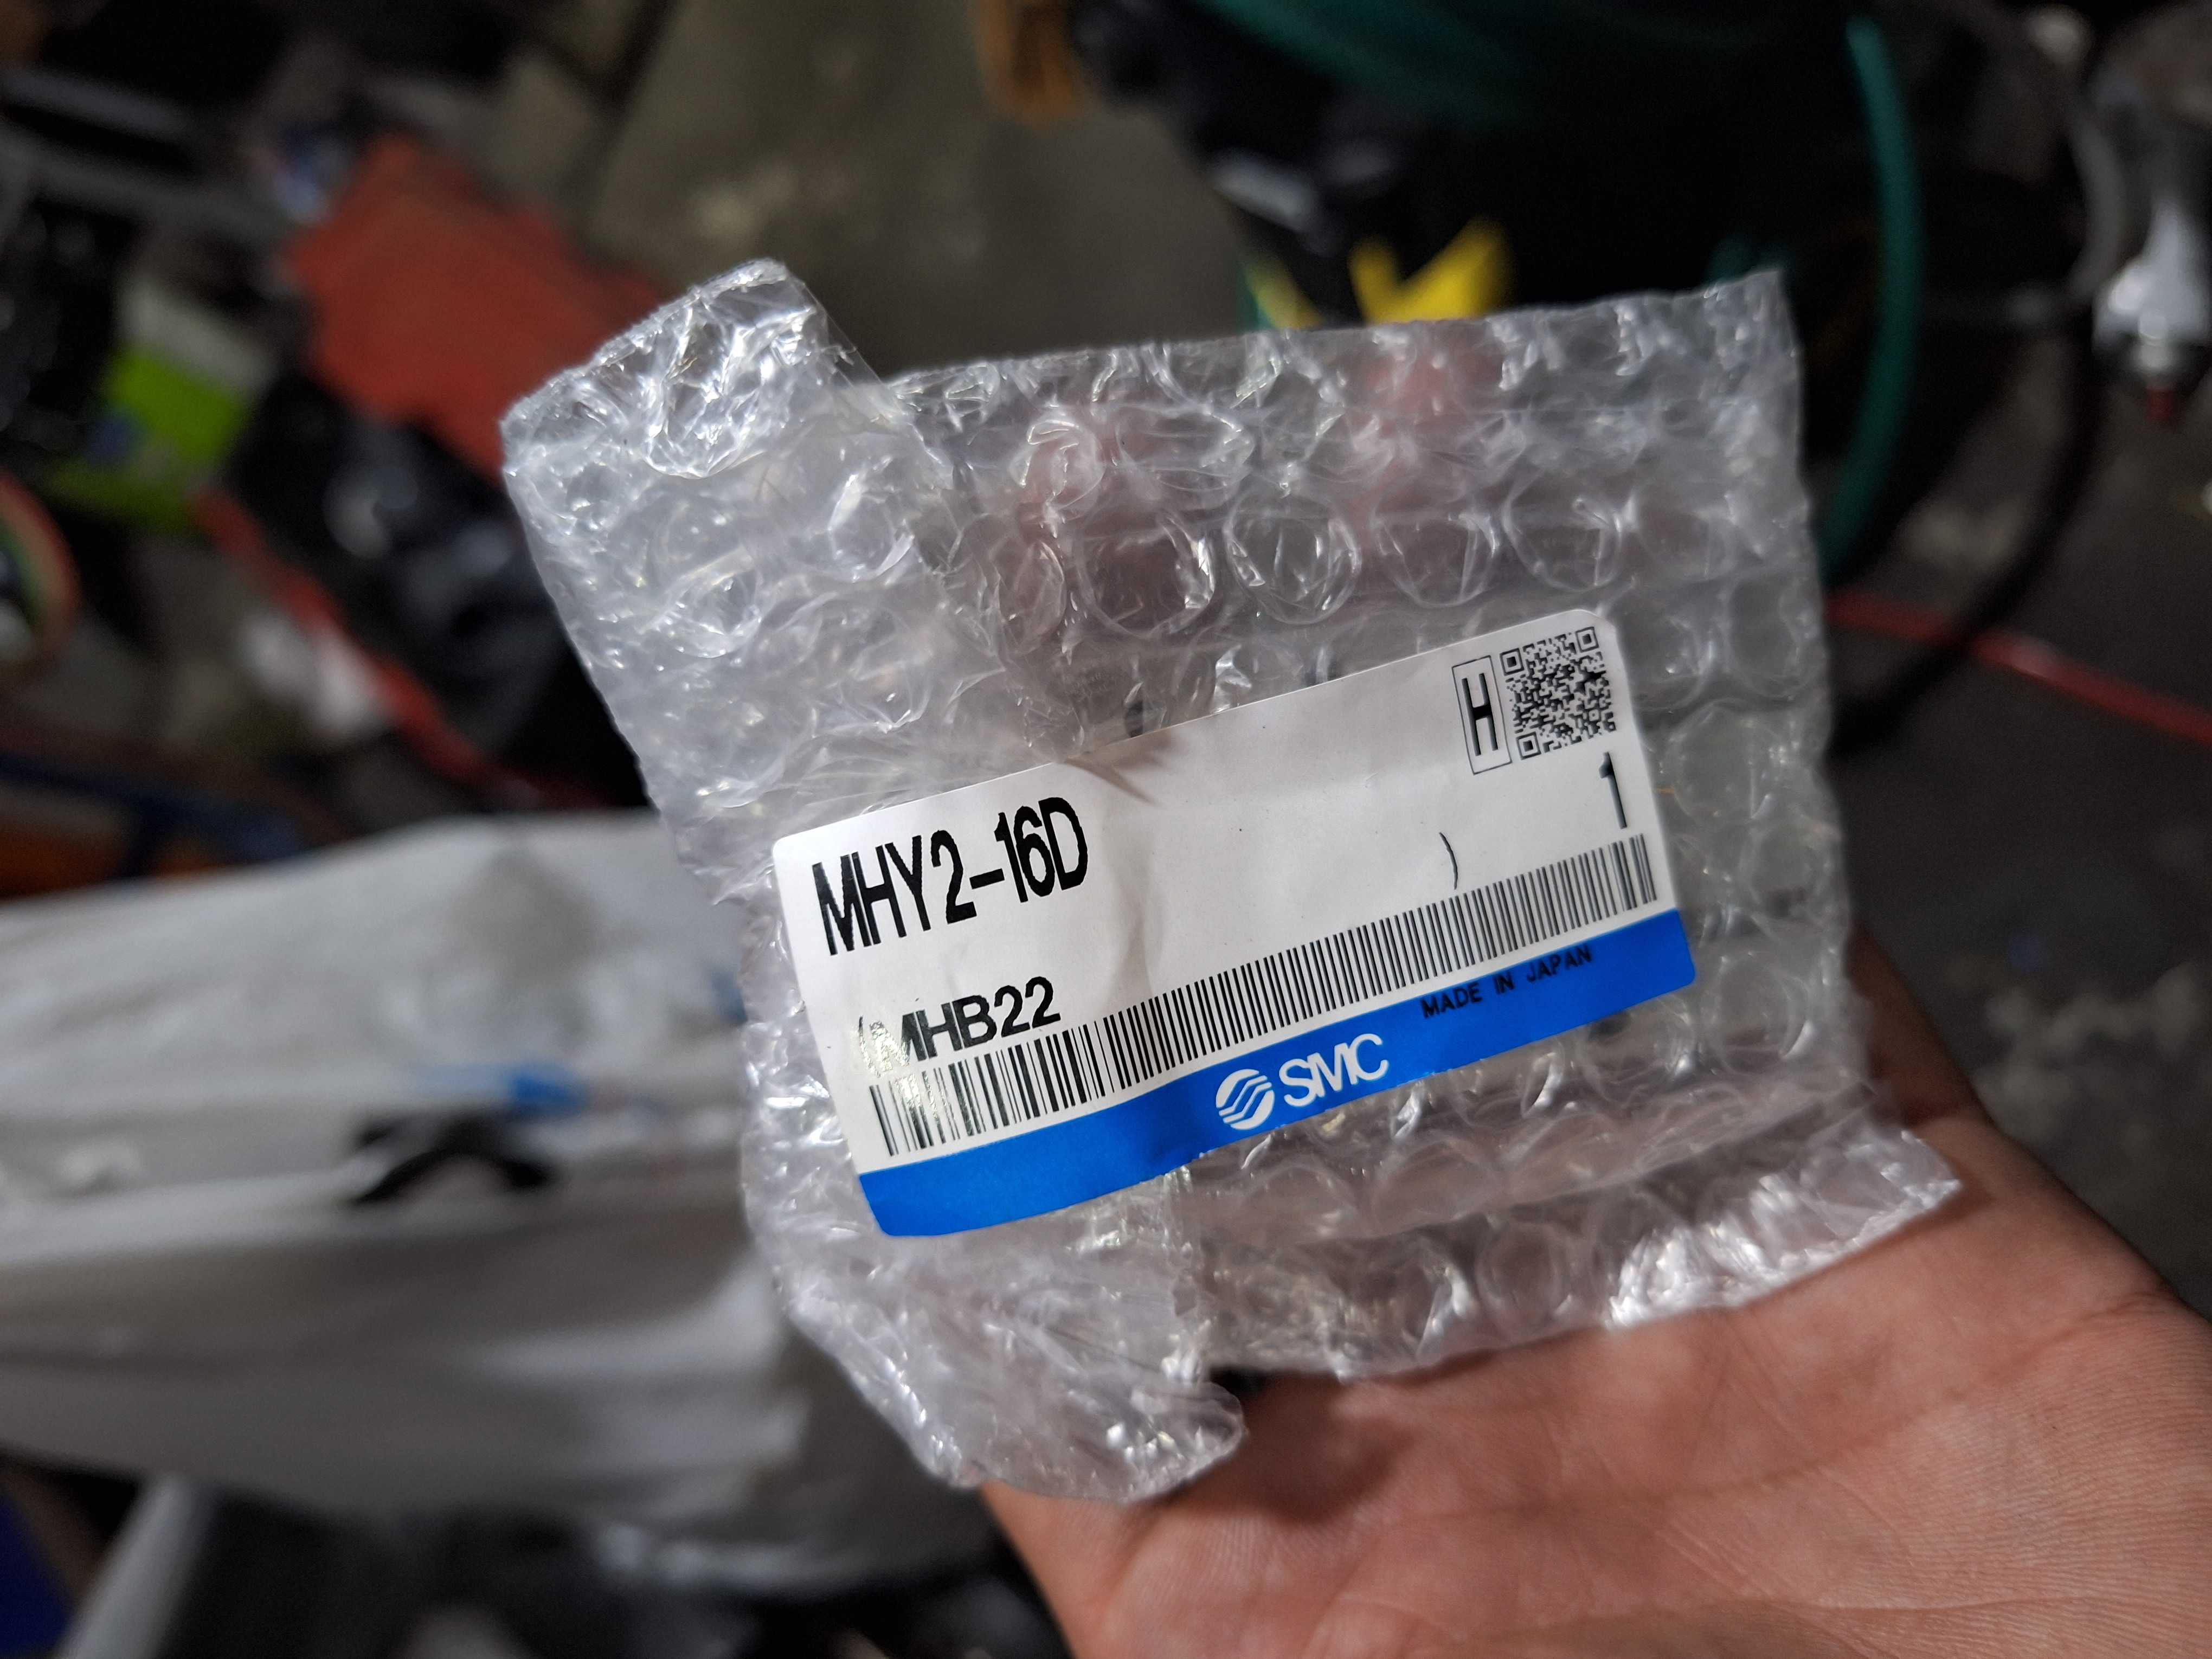 H
MHY2-16D
1
(MHB22 )
MADE IN JAPAN
SMC